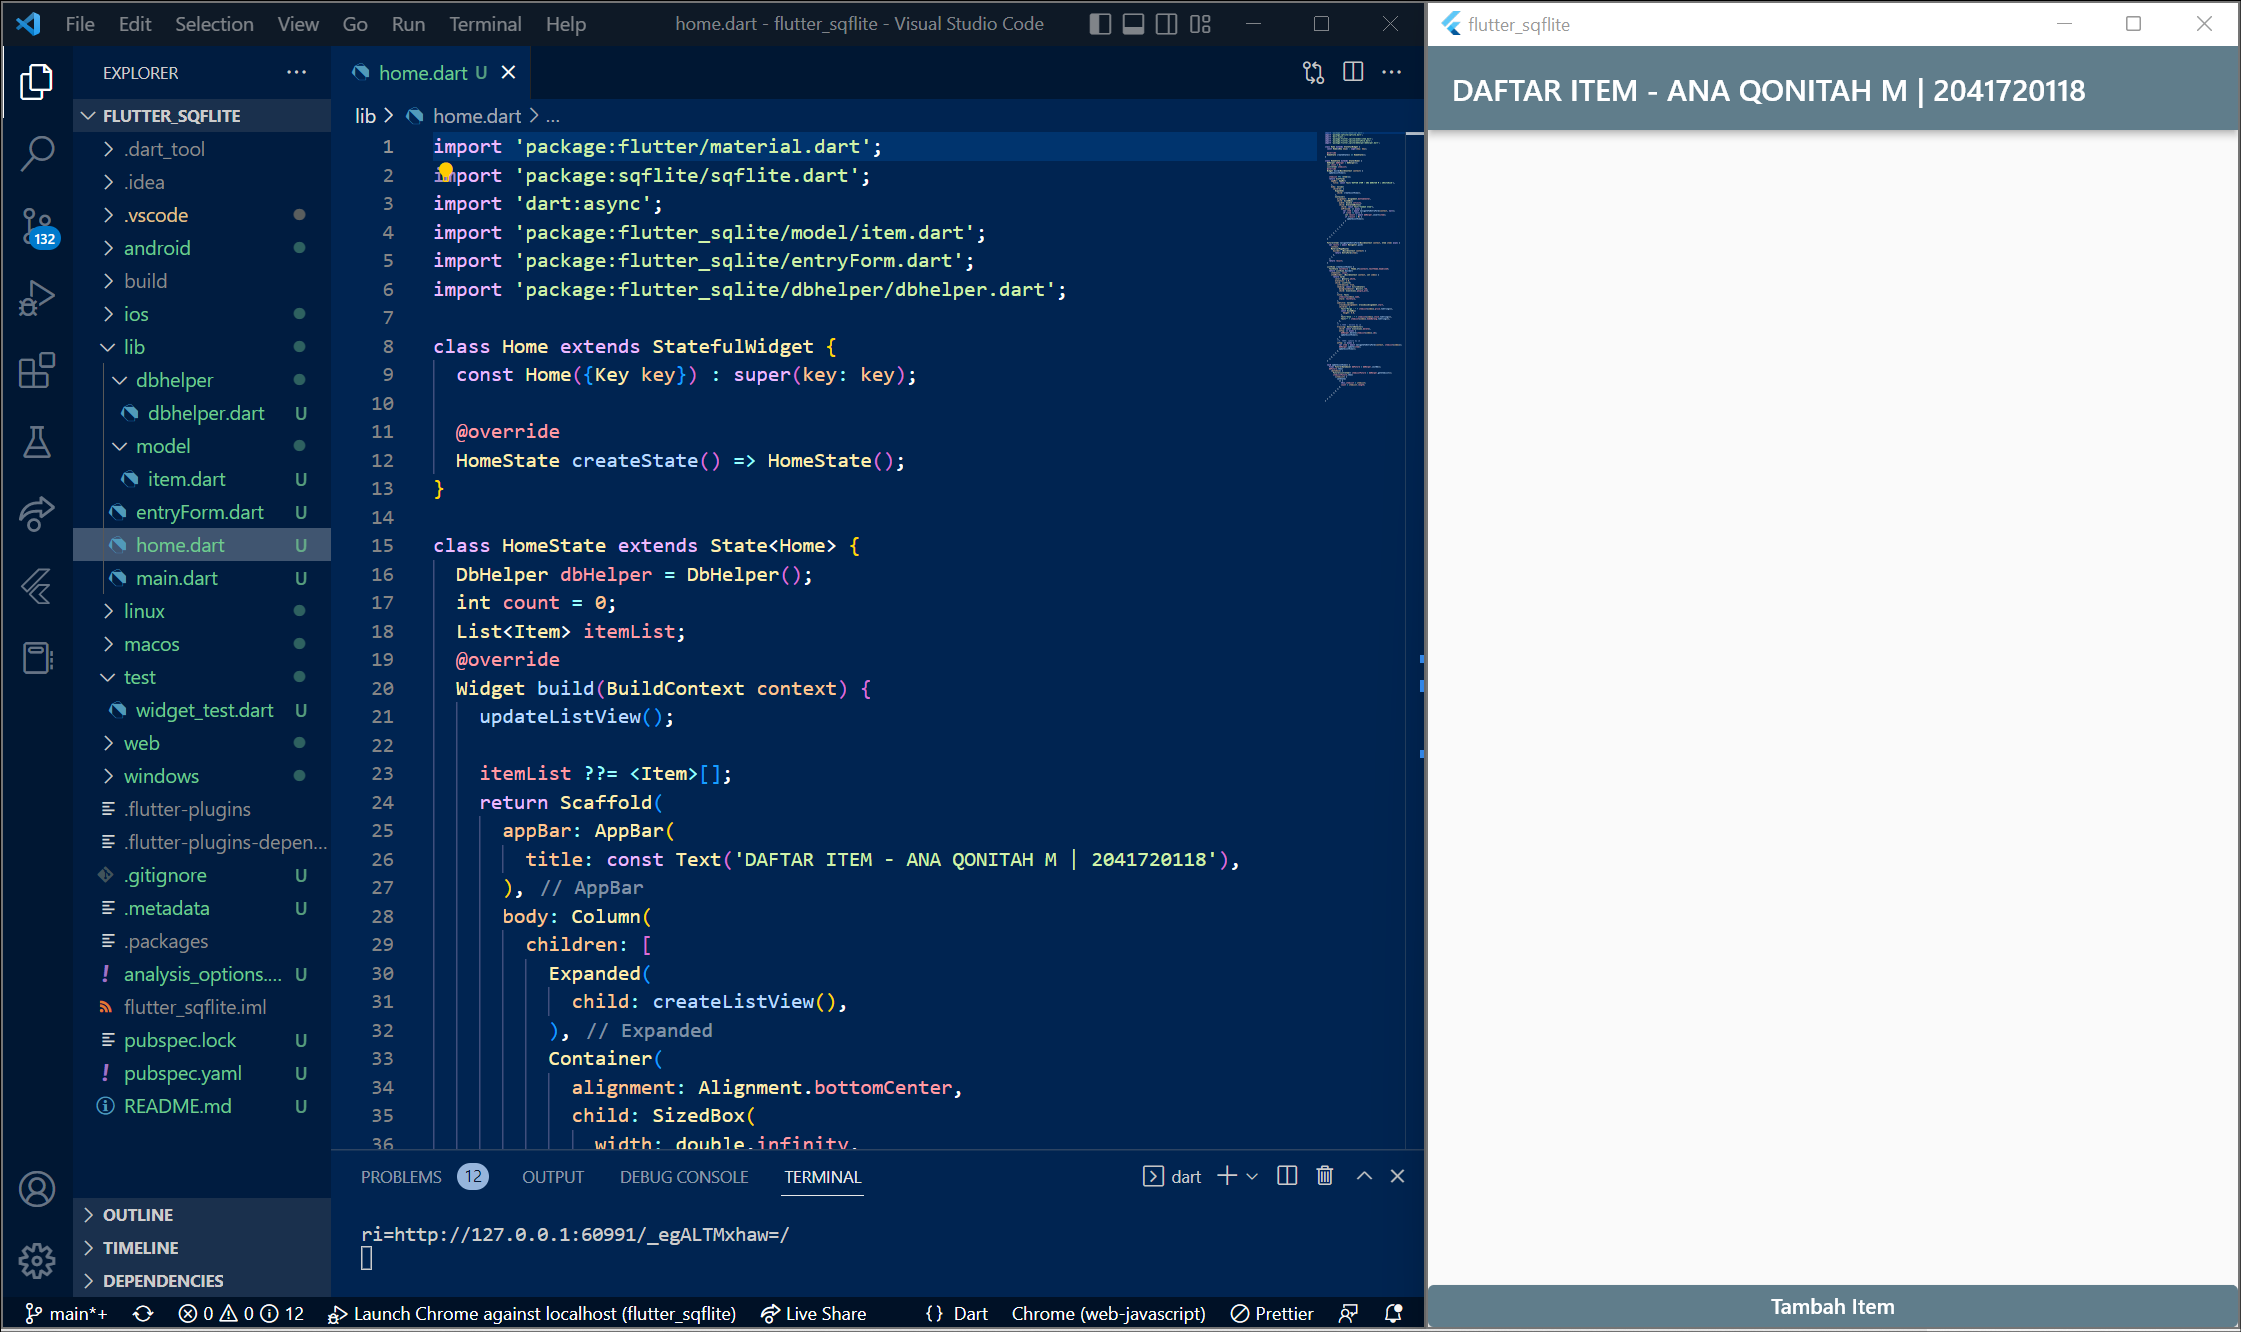 File Edit Selection View Go Run Terminal Help
home.dart - flutter_sqflite - Visual Studio Code
EXPLORER
FLUTTER_SQFLITE
.dart_tool
.idea
.vscode
android
build
ios
lib
dbhelper
dbhelper.dart U
model
item.dart U
entryForm.dart U
home.dart U
main.dart U
linux
macos
test
widget_test.dart U
web
windows
.flutter-plugins
.flutter-plugins-depen...
.gitignore U
.metadata U
.packages
analysis_options.... U
flutter_sqflite.iml
pubspec.lock U
pubspec.yaml U
README.md U
OUTLINE
TIMELINE
DEPENDENCIES
132
home.dart U
lib > home.dart > ...
1 import 'package:flutter/material.dart';
2 import 'package:sqflite/sqflite.dart';
3 import 'dart:async';
4 import 'package:flutter_sqlite/model/item.dart';
5 import 'package:flutter_sqlite/entryForm.dart';
6 import 'package:flutter_sqlite/dbhelper/dbhelper.dart';
7
8 class Home extends StatefulWidget {
9 const Home({Key key}) : super(key: key);
10
11 @override
12 HomeState createState() => HomeState();
13 }
14
15 class HomeState extends State<Home> {
16 DbHelper dbHelper = DbHelper();
17 int count = 0;
18 List<Item> itemList;
19 @override
20 Widget build(BuildContext context) {
21 updateListView();
22
23 itemList ??= <Item>[];
24 return Scaffold(
25 appBar: AppBar(
26 title: const Text('DAFTAR ITEM - ANA QONITAH M | 2041720118'),
27 ), // AppBar
28 body: Column(
29 children: [
30 Expanded(
31 child: createListView(),
32 ), // Expanded
33 Container(
34 alignment: Alignment.bottomCenter,
35 child: SizedBox(
36 width: double.infinity,
PROBLEMS 12 OUTPUT DEBUG CONSOLE TERMINAL
dart
ri=http://127.0.0.1:60991/_egALTMxhaw=/
main*+ 0 0 12 Launch Chrome against localhost (flutter_sqflite) Live Share {} Dart Chrome (web-javascript) Prettier
flutter_sqflite
DAFTAR ITEM - ANA QONITAH M | 2041720118
Tambah Item